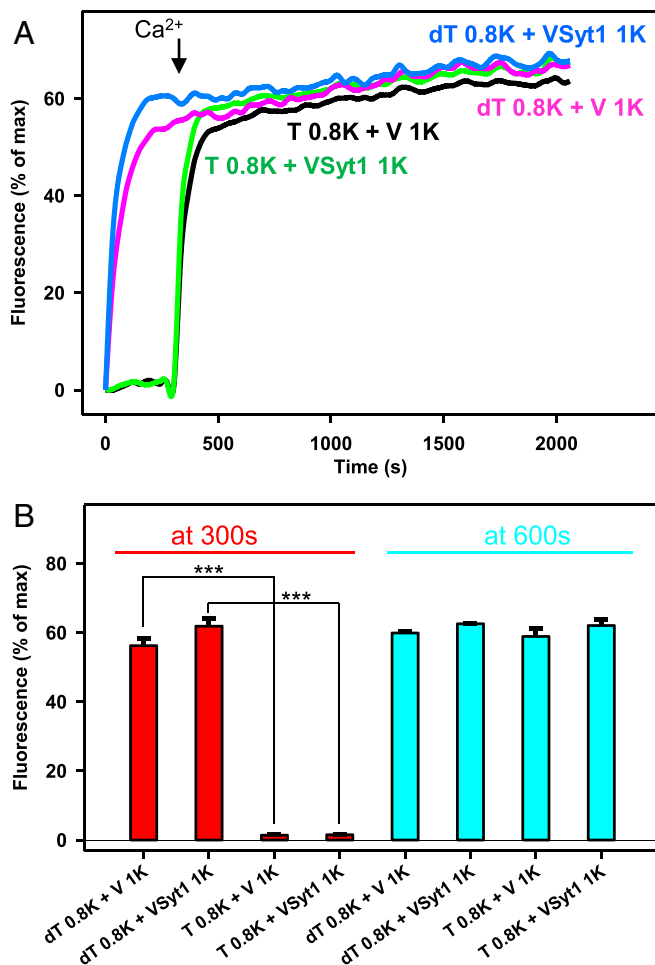 A
Ca²⁺
dT 0.8K + VSyt1 1K
dT 0.8K + V 1K
T 0.8K + V 1K
T 0.8K + VSyt1 1K
Fluorescence (% of max)
60
40
20
0
0
500
1000
1500
2000
Time (s)
B
at 300s
at 600s
***
***
Fluorescence (% of max)
80
60
40
20
0
dT 0.8K + V 1K
dT 0.8K + VSyt1 1K
T 0.8K + V 1K
T 0.8K + VSyt1 1K
dT 0.8K + V 1K
dT 0.8K + VSyt1 1K
T 0.8K + V 1K
T 0.8K + VSyt1 1K